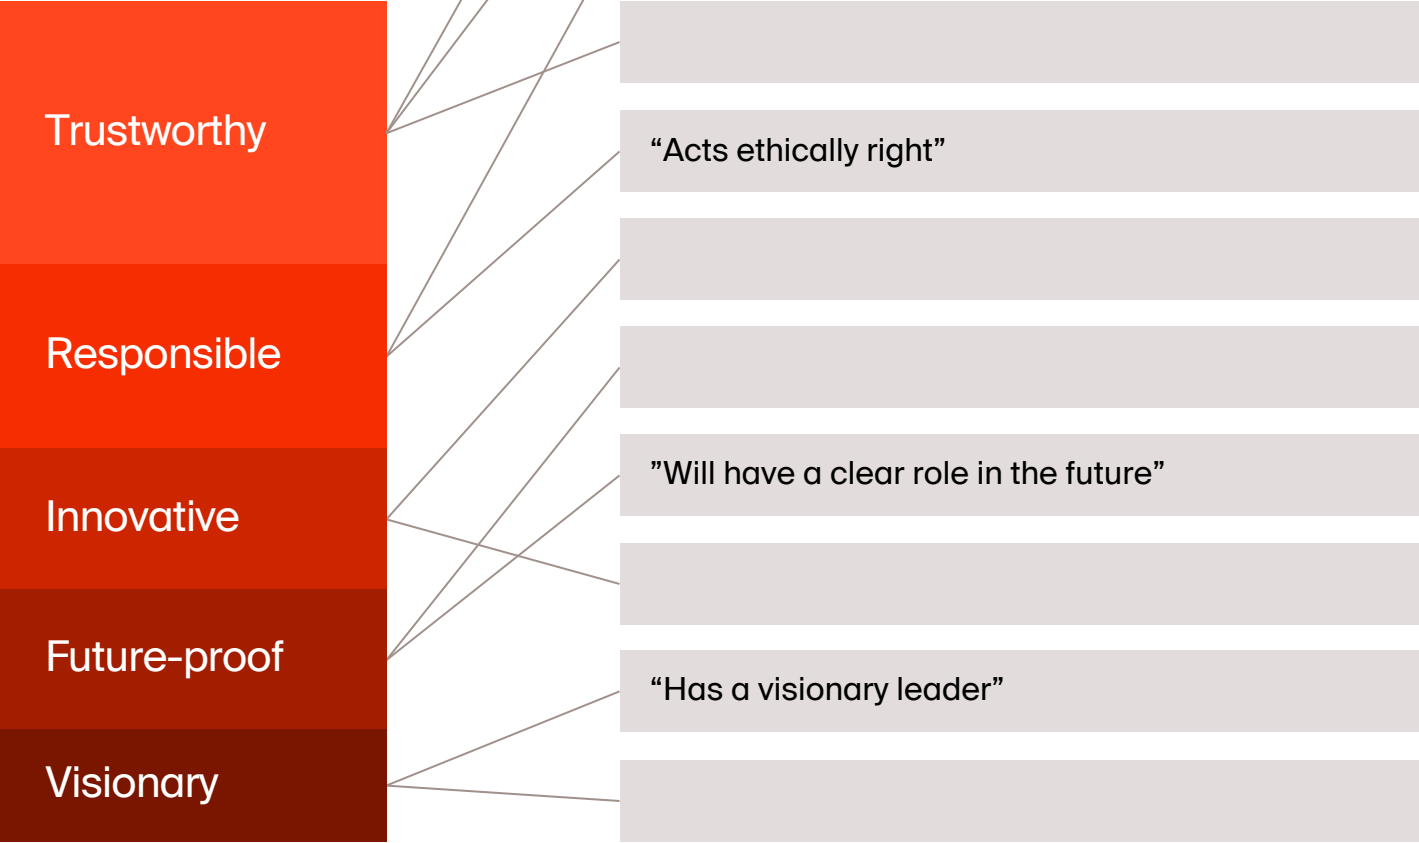 Trustworthy
“Acts ethically right”
Responsible
Innovative
”Will have a clear role in the future”
Future-proof
“Has a visionary leader”
Visionary